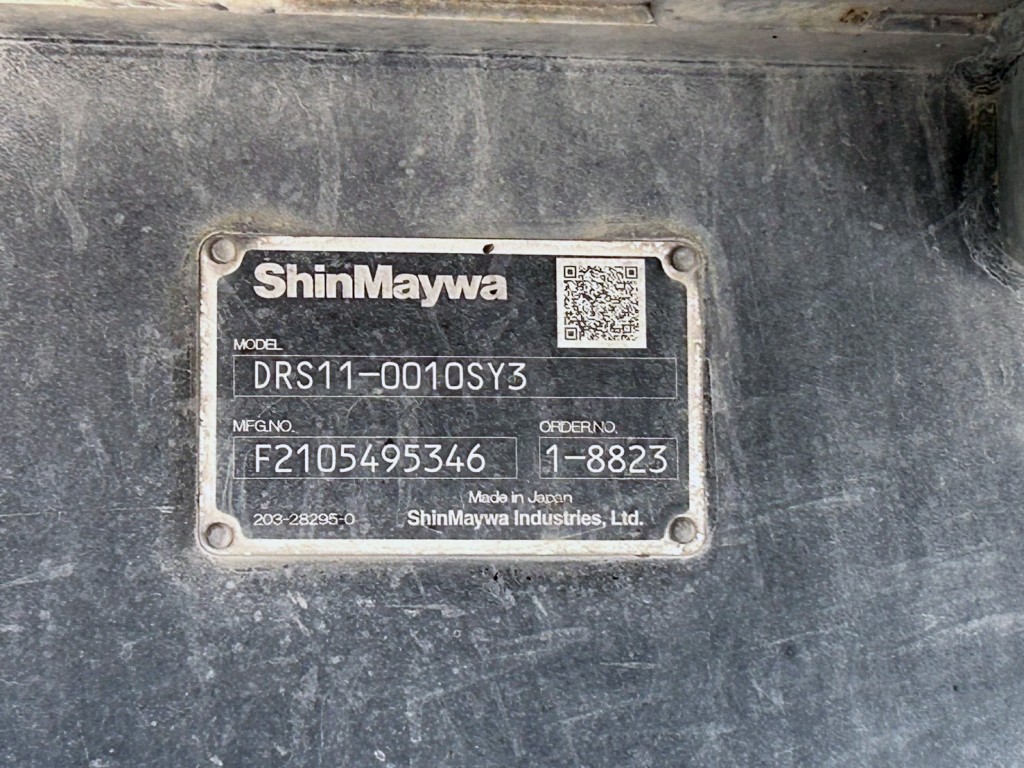 ShinMaywa
MODEL
DRS11-0010SY3
MFG.NO. ORDER.NO.
F2105495346 1-8823
Made in Japan
203-28295-0 ShinMaywa Industries, Ltd.